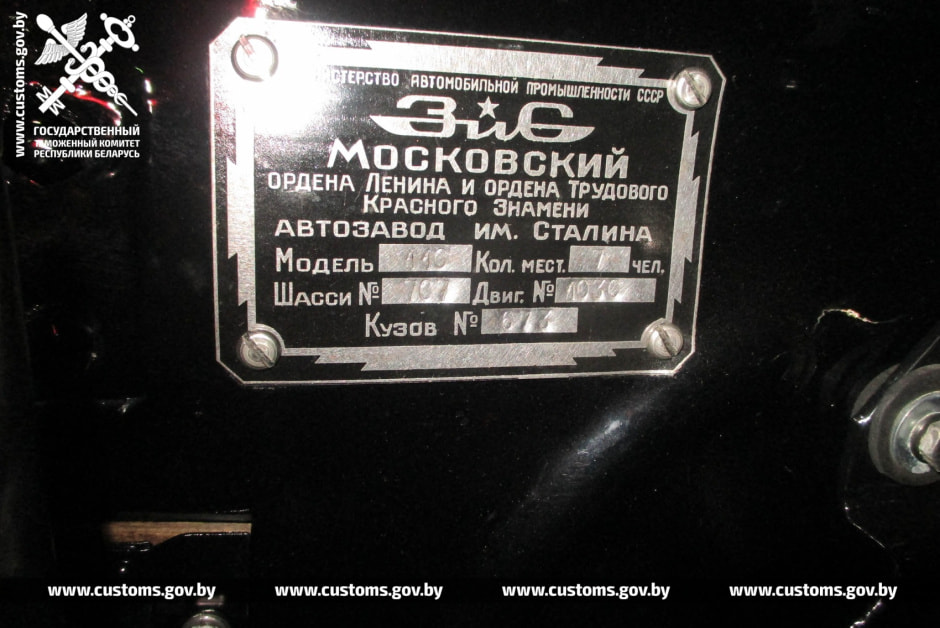 www.customs.gov.by
ГОСУДАРСТВЕННЫЙ
ТАМОЖЕННЫЙ КОМИТЕТ
РЕСПУБЛИКИ БЕЛАРУСЬ
АВТОМОБИЛЬНОЙ ПРОМЫШЛЕННОСТИ СССР
ЗиС
МОСКОВСКИЙ
ОРДЕНА ЛЕНИНА И ОРДЕНА ТРУДОВОГО
КРАСНОГО ЗНАМЕНИ
АВТОЗАВОД ИМ. СТАЛИНА
МОДЕЛЬ 110 КОЛ. МЕСТ. 7 ЧЕЛ.
ШАССИ № ДВИГ. №
КУЗОВ №
www.customs.gov.by www.customs.gov.by www.customs.gov.by www.customs.gov.by